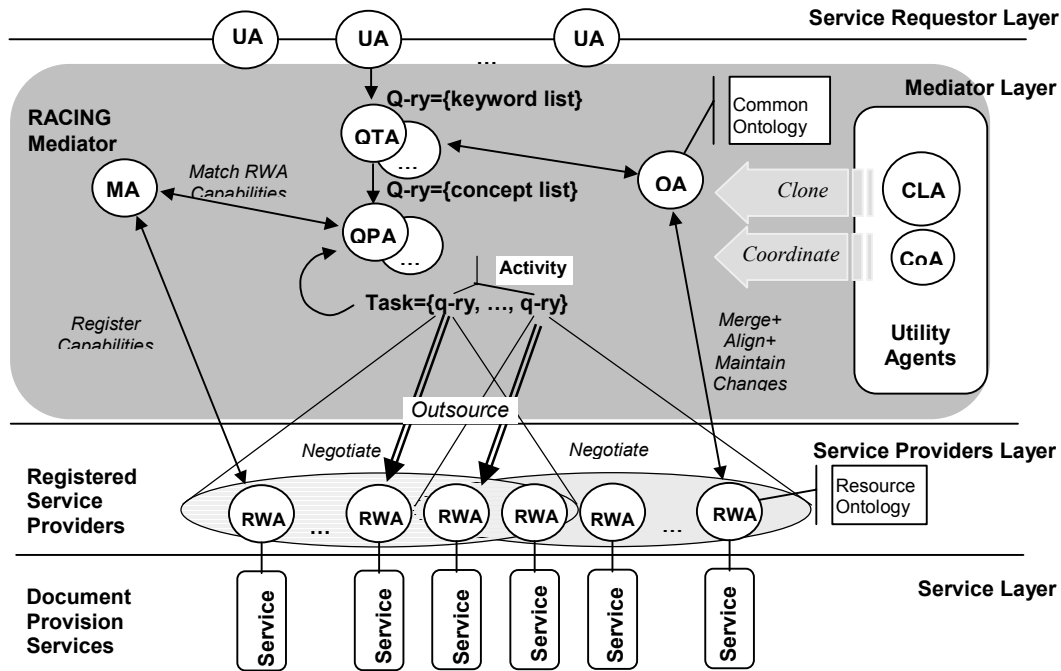 Service Requestor Layer
UA
UA
UA
...
Mediator Layer
RACING
Mediator
Q-ry={keyword list}
Common
Ontology
QTA
...
OA
MA
Match RWA
Capabilities
Q-ry={concept list}
Clone
CLA
QPA
...
Coordinate
CoA
Activity
Task={q-ry, …, q-ry}
Register
Capabilities
Merge+
Align+
Maintain
Changes
Utility
Agents
Outsource
Negotiate
Negotiate
Service Providers Layer
Registered
Service
Providers
Resource
Ontology
RWA
...
RWA
RWA
RWA
RWA
...
RWA
Service Layer
Document
Provision
Services
Service
Service
Service
Service
Service
Service